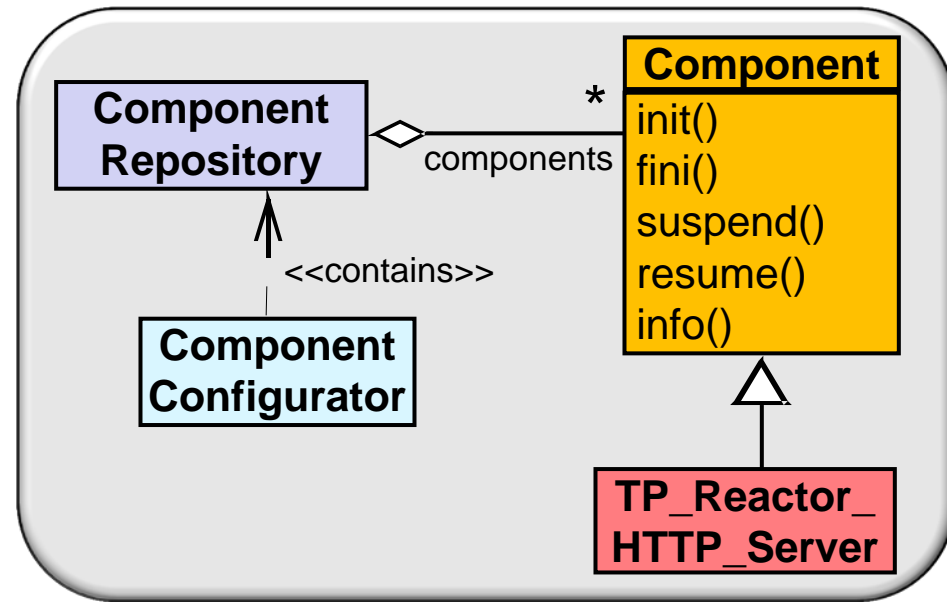 Component
Repository
*
components
Component
init()
fini()
suspend()
resume()
info()
<<contains>>
Component
Configurator
TP_Reactor_
HTTP_Server